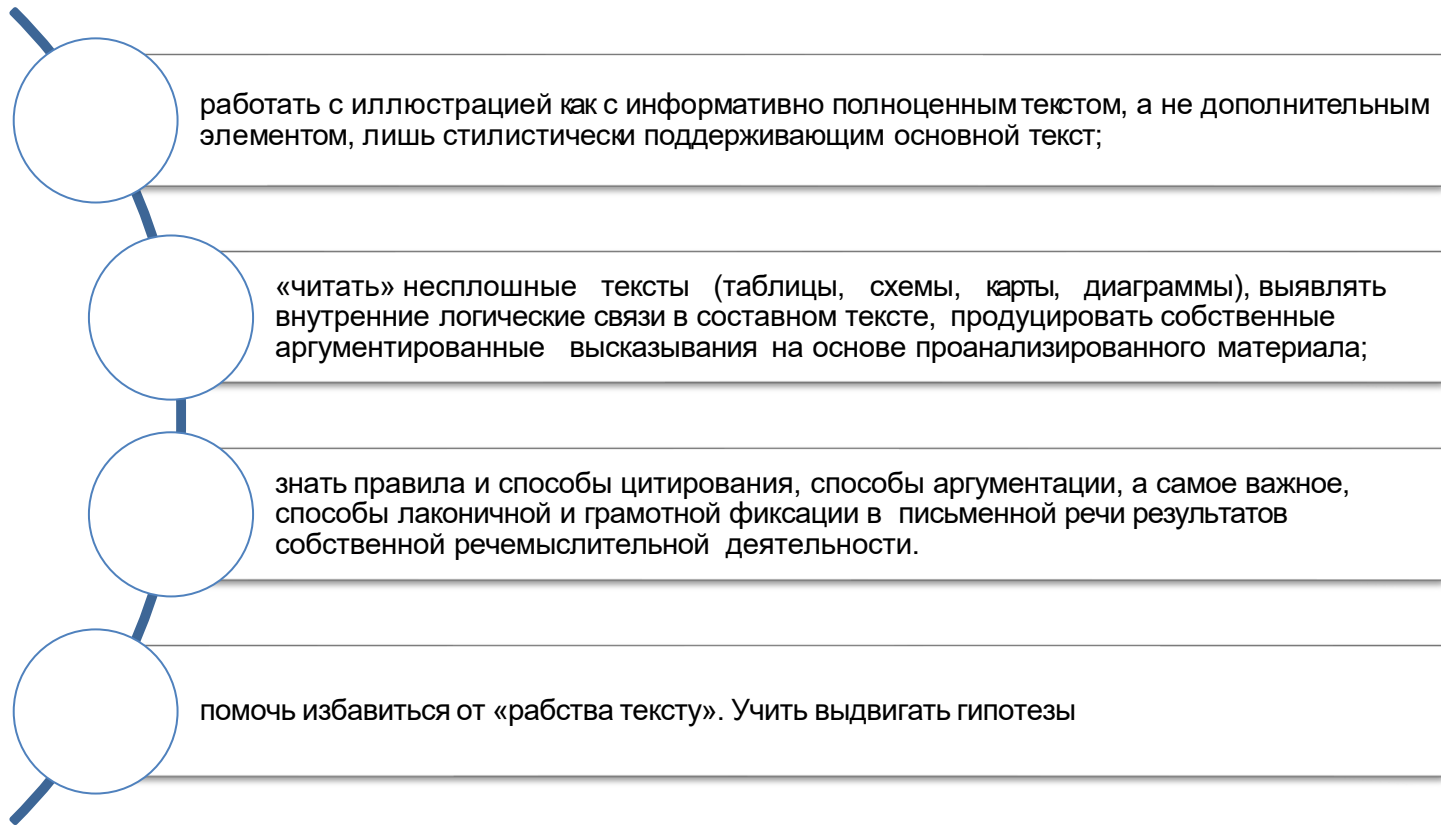 работать с иллюстрацией как с информативно полноценным текстом, а не дополнительным
элементом, лишь стилистически поддерживающим основной текст;
«читать» несплошные тексты (таблицы, схемы, карты, диаграммы), выявлять
внутренние логические связи в составном тексте, продуцировать собственные
аргументированные высказывания на основе проанализированного материала;
знать правила и способы цитирования, способы аргументации, а самое важное,
способы лаконичной и грамотной фиксации в письменной речи результатов
собственной речемыслительной деятельности.
помочь избавиться от «рабства тексту». Учить выдвигать гипотезы